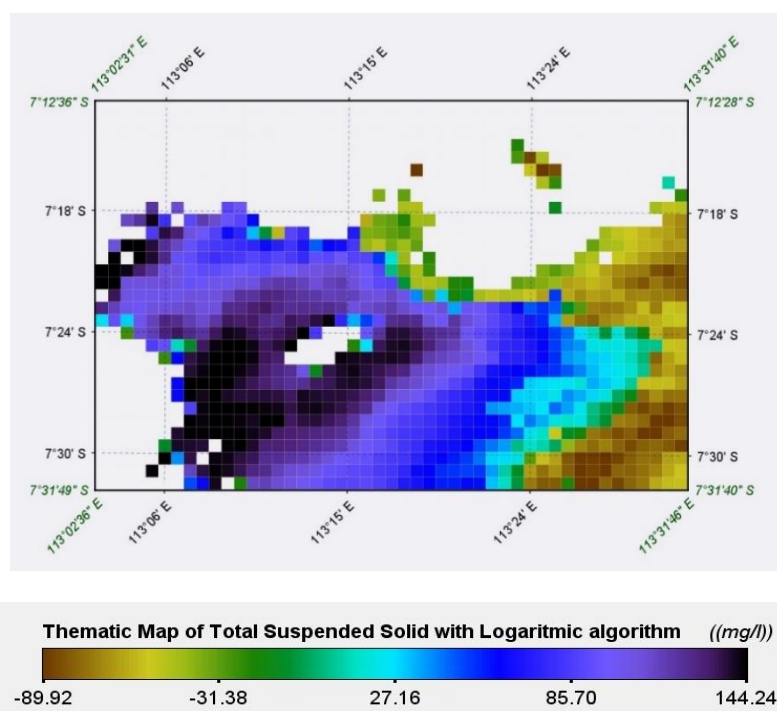 113°02'31" E
113°06' E
113°15' E
113°24' E
113°31'40" E
7°12'36" S
7°12'28" S
7°18' S
7°18' S
7°24' S
7°24' S
7°30' S
7°30' S
7°31'49" S
7°31'40" S
113°02'36" E
113°06' E
113°15' E
113°24' E
113°31'46" E
Thematic Map of Total Suspended Solid with Logaritmic algorithm ((mg/l))
-89.92 -31.38 27.16 85.70 144.24